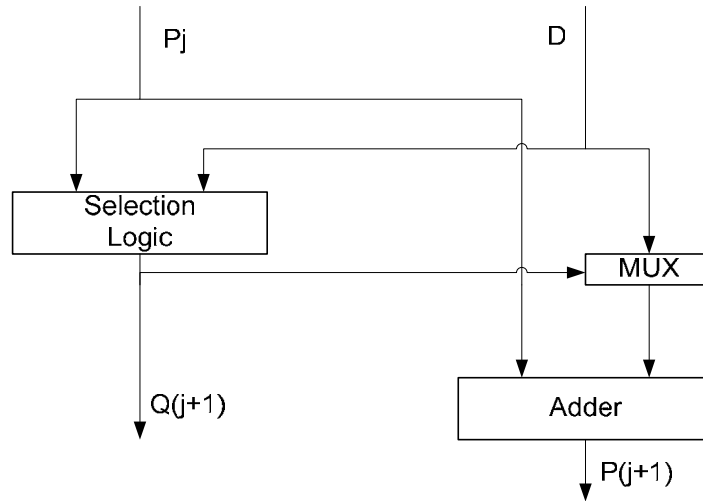 Pj
D
Selection
Logic
MUX
Q(j+1)
Adder
P(j+1)